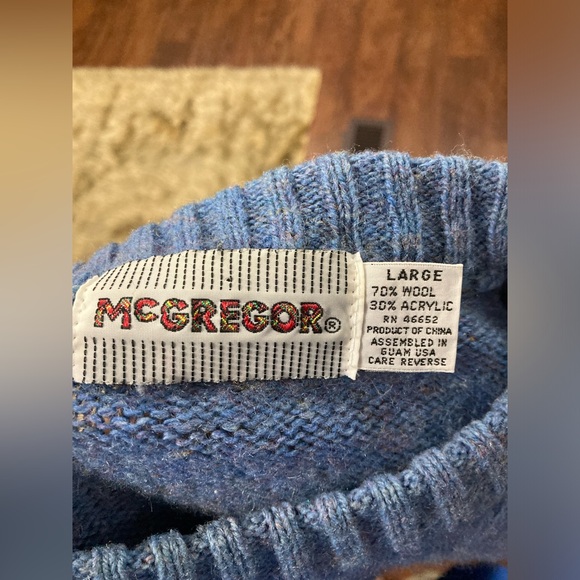 McGREGOR®
LARGE
70% WOOL
30% ACRYLIC
RN 46652
PRODUCT OF CHINA
ASSEMBLED IN
GUAM USA
CARE REVERSE